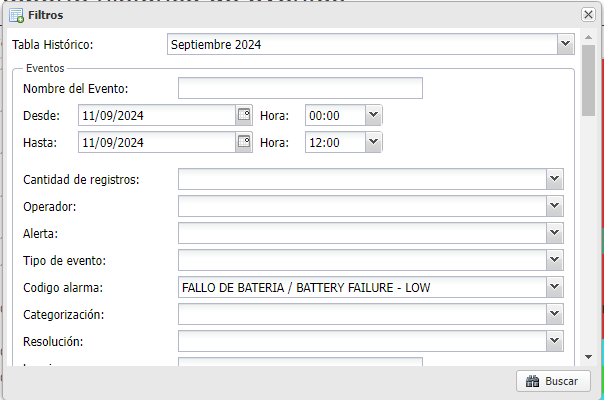 Filtros
Tabla Histórico: Septiembre 2024
Eventos
Nombre del Evento:
Desde: 11/09/2024 Hora: 00:00
Hasta: 11/09/2024 Hora: 12:00
Cantidad de registros:
Operador:
Alerta:
Tipo de evento:
Codigo alarma: FALLO DE BATERIA / BATTERY FAILURE - LOW
Categorización:
Resolución:
Buscar